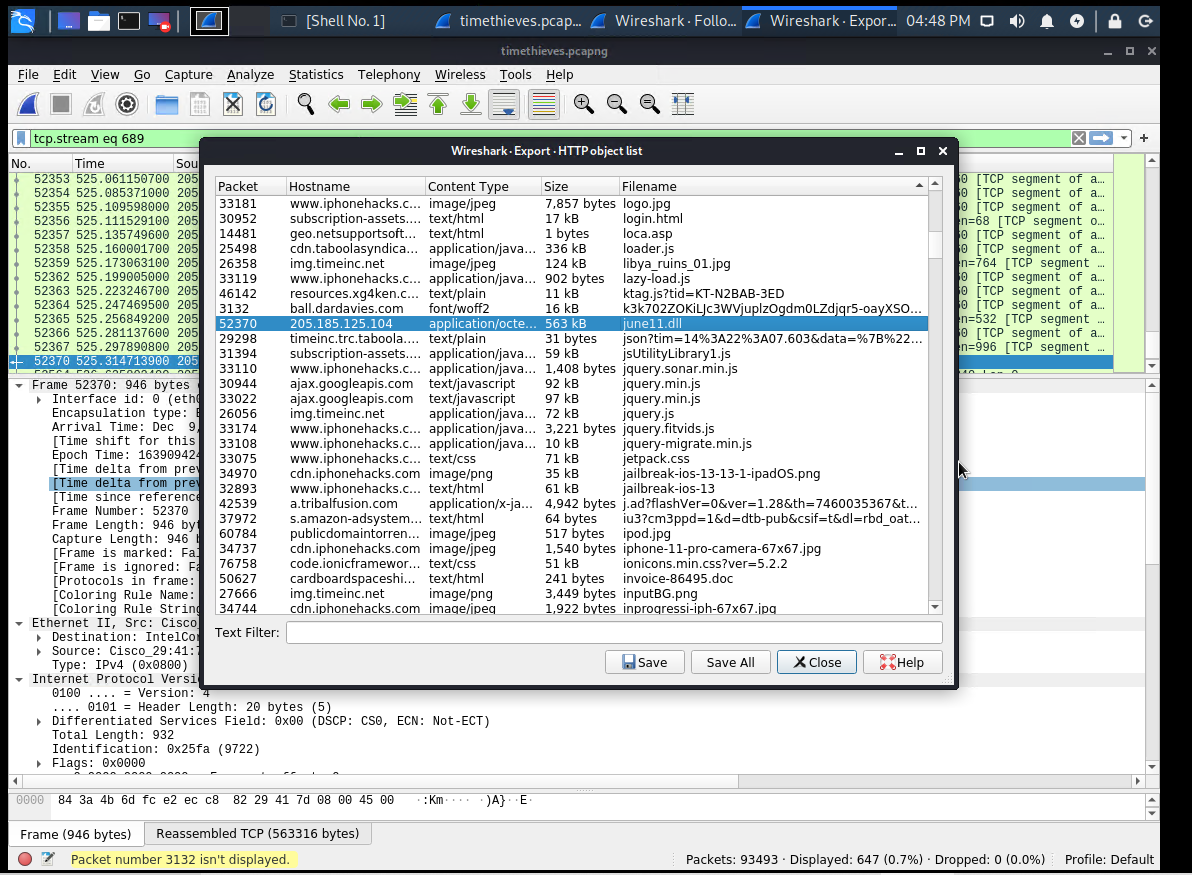 [Shell No. 1]
timethieves.pcap…
Wireshark · Follo…
Wireshark · Expor…
04:48 PM
timethieves.pcapng
File Edit View Go Capture Analyze Statistics Telephony Wireless Tools Help
tcp.stream eq 689
No. Time Sou
52353 525.061150700 205 60 [TCP segment of a…
52354 525.085371000 205 60 [TCP segment of a…
52355 525.109598000 205 60 [TCP segment of a…
52356 525.111529100 205 en=68 [TCP segment o…
52357 525.135749600 205 60 [TCP segment of a…
52358 525.160001700 205 60 [TCP segment of a…
52359 525.173063100 205 en=764 [TCP segment …
52362 525.199005000 205 60 [TCP segment of a…
52363 525.223246700 205 60 [TCP segment of a…
52364 525.247469500 205 60 [TCP segment of a…
52365 525.256849200 205 en=532 [TCP segment …
52366 525.281137600 205 60 [TCP segment of a…
52367 525.297890800 205 en=996 [TCP segment …
52370 525.314713900 205
Wireshark · Export · HTTP object list
Packet Hostname Content Type Size Filename
33181 www.iphonehacks.c… image/jpeg 7,857 bytes logo.jpg
30952 subscription-assets.… text/html 17 kB login.html
14481 geo.netsupportsoft… text/html 1 bytes loca.asp
25498 cdn.taboolasyndica… application/java… 336 kB loader.js
26358 img.timeinc.net image/jpeg 124 kB libya_ruins_01.jpg
33119 www.iphonehacks.c… application/java… 902 bytes lazy-load.js
46142 resources.xg4ken.c… text/plain 11 kB ktag.js?tid=KT-N2BAB-3ED
3132 ball.dardavies.com font/woff2 16 kB k3k702ZOKiLJc3WVjuplzOgdm0LZdjqr5-oayXSO…
52370 205.185.125.104 application/octe… 563 kB june11.dll
29298 timeinc.trc.taboola.… text/plain 31 bytes json?tim=14%3A22%3A07.603&data=%7B%22…
31394 subscription-assets.… application/java… 59 kB jsUtilityLibrary1.js
33110 www.iphonehacks.c… application/java… 1,408 bytes jquery.sonar.min.js
30944 ajax.googleapis.com text/javascript 92 kB jquery.min.js
33022 ajax.googleapis.com text/javascript 97 kB jquery.min.js
26056 img.timeinc.net application/java… 72 kB jquery.js
33174 www.iphonehacks.c… application/java… 3,221 bytes jquery.fitvids.js
33108 www.iphonehacks.c… application/java… 10 kB jquery-migrate.min.js
33075 www.iphonehacks.c… text/css 71 kB jetpack.css
34970 cdn.iphonehacks.com image/png 35 kB jailbreak-ios-13-13-1-ipadOS.png
32893 www.iphonehacks.c… text/html 61 kB jailbreak-ios-13
42539 a.tribalfusion.com application/x-ja… 4,942 bytes j.ad?flashVer=0&ver=1.28&th=7460035367&t…
37972 s.amazon-adsystem… text/html 64 bytes iu3?cm3ppd=1&d=dtb-pub&csif=t&dl=rbd_oat…
60784 publicdomaintorren… image/jpeg 517 bytes ipod.jpg
34737 cdn.iphonehacks.com image/jpeg 1,540 bytes iphone-11-pro-camera-67x67.jpg
76758 code.ionicframewor… text/css 51 kB ionicons.min.css?ver=5.2.2
50627 cardboardspaceshi… text/html 241 bytes invoice-86495.doc
27666 img.timeinc.net image/png 3,449 bytes inputBG.png
34744 cdn.iphonehacks.com image/jpeg 1,922 bytes inprogressi-iph-67x67.jpg
Text Filter:
Save Save All Close Help
Frame 52370: 946 bytes
Interface id: 0 (eth0
Encapsulation type: E
Arrival Time: Dec 9,
[Time shift for this
Epoch Time: 163909424
[Time delta from prev
[Time delta from prev
[Time since reference
Frame Number: 52370
Frame Length: 946 byt
Capture Length: 946 b
[Frame is marked: Fal
[Frame is ignored: Fa
[Protocols in frame:
[Coloring Rule Name:
[Coloring Rule String
Ethernet II, Src: Cisco_
Destination: IntelCor
Source: Cisco_29:41:7
Type: IPv4 (0x0800)
Internet Protocol Versi
0100 .... = Version: 4
.... 0101 = Header Length: 20 bytes (5)
Differentiated Services Field: 0x00 (DSCP: CS0, ECN: Not-ECT)
Total Length: 932
Identification: 0x25fa (9722)
Flags: 0x0000
0000 84 3a 4b 6d fc e2 ec c8 82 29 41 7d 08 00 45 00 ·:Km···· ·)A}··E·
Frame (946 bytes) Reassembled TCP (563316 bytes)
Packet number 3132 isn't displayed.
Packets: 93493 · Displayed: 647 (0.7%) · Dropped: 0 (0.0%)
Profile: Default